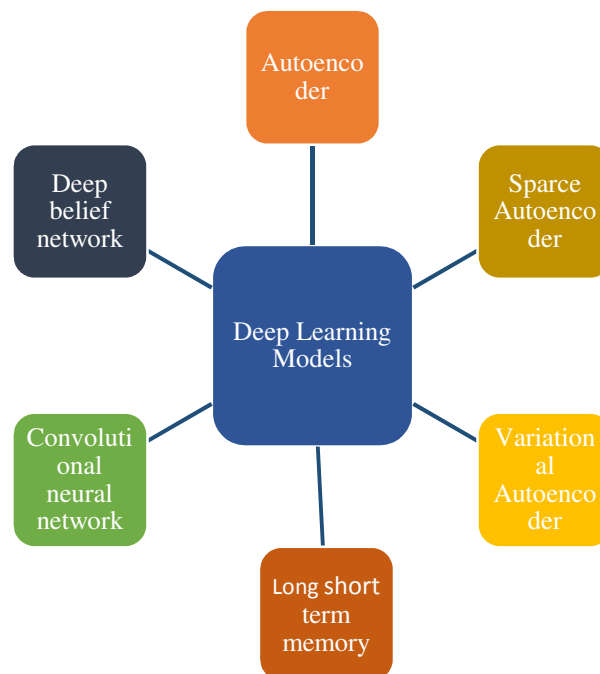 Autoenco
der
Deep
belief
network
Sparce
Autoenco
der
Deep Learning
Models
Convoluti
onal
neural
network
Variation
al
Autoenco
der
Long short
term
memory